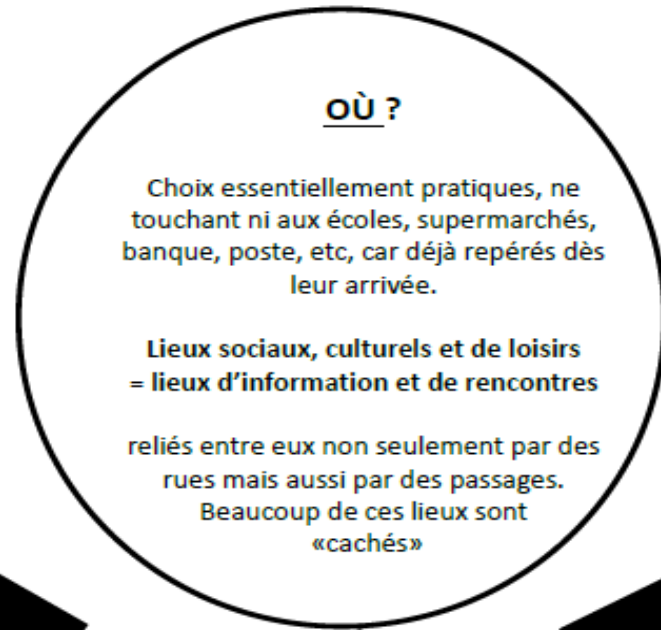 OÙ ?
Choix essentiellement pratiques, ne
touchant ni aux écoles, supermarchés,
banque, poste, etc, car déjà repérés dès
leur arrivée.
Lieux sociaux, culturels et de loisirs
= lieux d’information et de rencontres
reliés entre eux non seulement par des
rues mais aussi par des passages.
Beaucoup de ces lieux sont
«cachés»